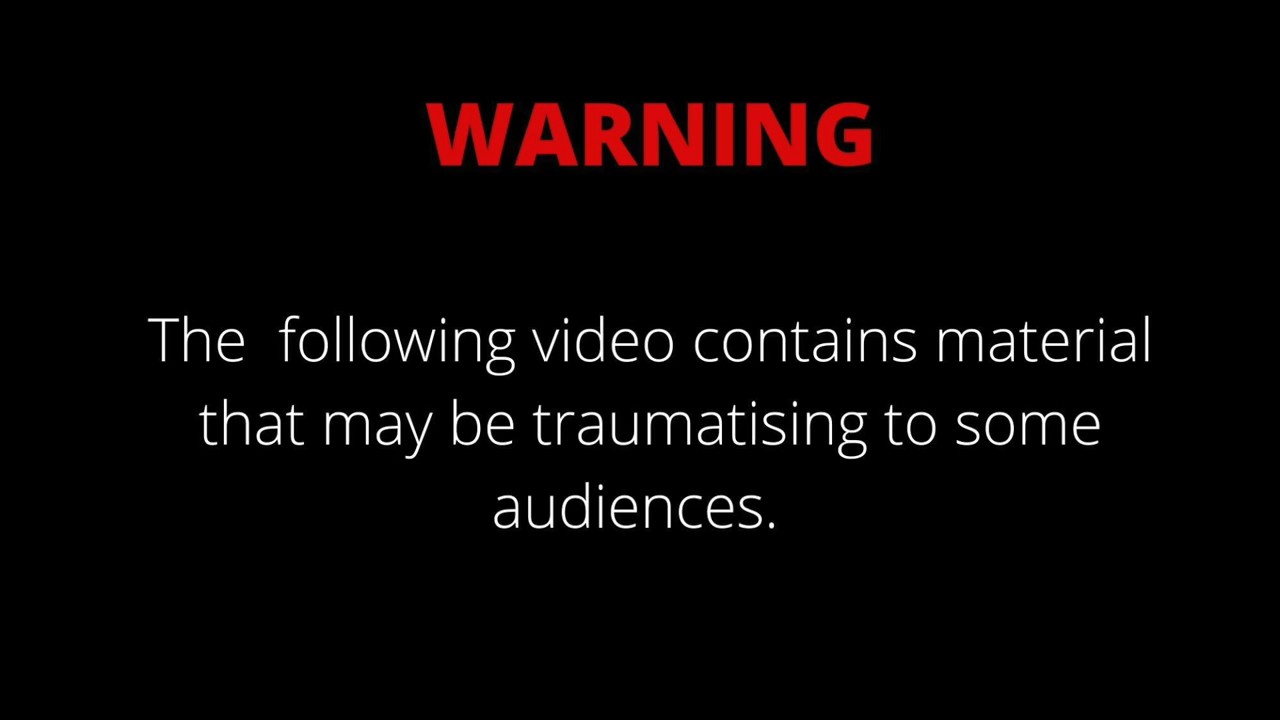 WARNING
The  following video contains material
that may be traumatising to some
audiences.